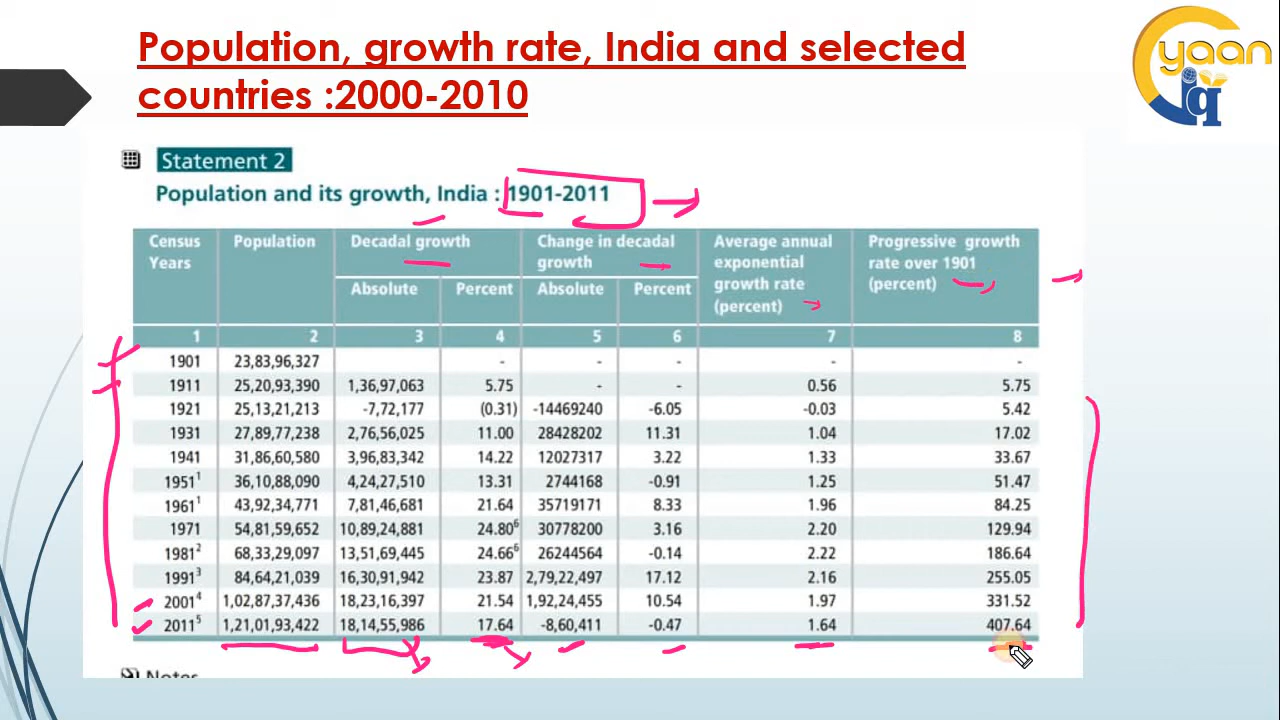 Population, growth rate, India and selected
countries :2000-2010
yaan
q
Statement 2
Population and its growth, India : 1901-2011
Census Years Population Decadal growth Change in decadal growth Average annual exponential growth rate (percent) Progressive growth rate over 1901 (percent)
Absolute Percent Absolute Percent
1 2 3 4 5 6 7 8
1901 23,83,96,327 - - - - -
1911 25,20,93,390 1,36,97,063 5.75 - - 0.56 5.75
1921 25,13,21,213 -7,72,177 (0.31) -14469240 -6.05 -0.03 5.42
1931 27,89,77,238 2,76,56,025 11.00 28428202 11.31 1.04 17.02
1941 31,86,60,580 3,96,83,342 14.22 12027317 3.22 1.33 33.67
1951¹ 36,10,88,090 4,24,27,510 13.31 2744168 -0.91 1.25 51.47
1961¹ 43,92,34,771 7,81,46,681 21.64 35719171 8.33 1.96 84.25
1971 54,81,59,652 10,89,24,881 24.80⁶ 30778200 3.16 2.20 129.94
1981² 68,33,29,097 13,51,69,445 24.66⁶ 26244564 -0.14 2.22 186.64
1991³ 84,64,21,039 16,30,91,942 23.87 2,79,22,497 17.12 2.16 255.05
2001⁴ 1,02,87,37,436 18,23,16,397 21.54 1,92,24,455 10.54 1.97 331.52
2011⁵ 1,21,01,93,422 18,14,55,986 17.64 -8,60,411 -0.47 1.64 407.64
Notes